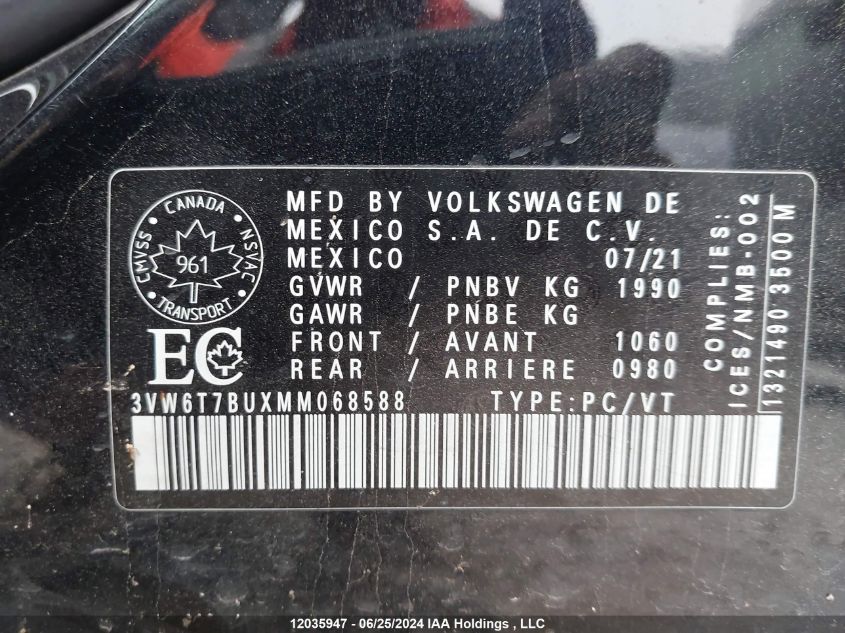 CANADA
CMVSS NSVAC
961
TRANSPORT
EC
MFD BY VOLKSWAGEN DE
MEXICO S.A. DE C.V.
MEXICO 07/21
GVWR / PNBV KG 1990
GAWR / PNBE KG
FRONT / AVANT 1060
REAR / ARRIERE 0980
3VW6T7BUXMM068588 TYPE:PC/VT
COMPLIES:
ICES/NMB-002
1321490 3500 M
12035947 - 06/25/2024 IAA Holdings , LLC